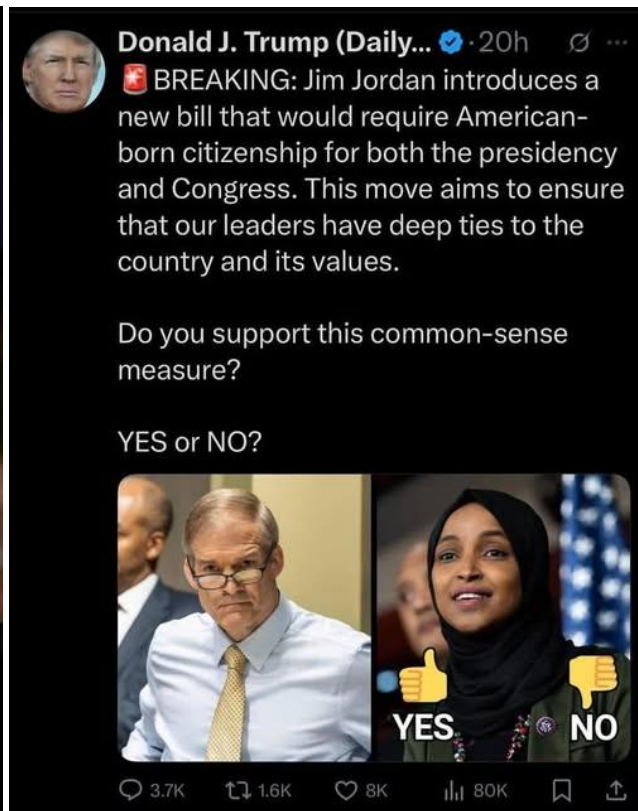 Donald J. Trump (Daily... · 20h
🚨BREAKING: Jim Jordan introduces a
new bill that would require American-
born citizenship for both the presidency
and Congress. This move aims to ensure
that our leaders have deep ties to the
country and its values.
Do you support this common-sense
measure?
YES or NO?
YES NO
3.7K 1.6K 8K 80K